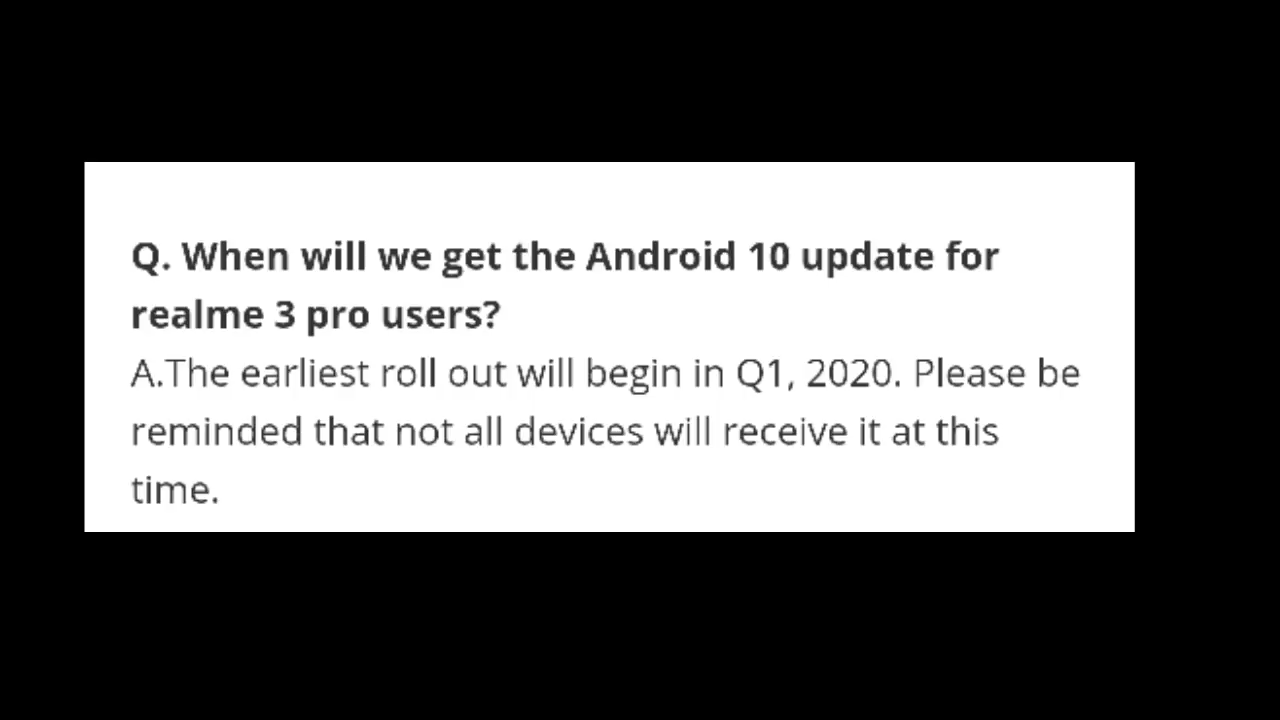 Q. When will we get the Android 10 update for
realme 3 pro users?
A.The earliest roll out will begin in Q1, 2020. Please be
reminded that not all devices will receive it at this
time.